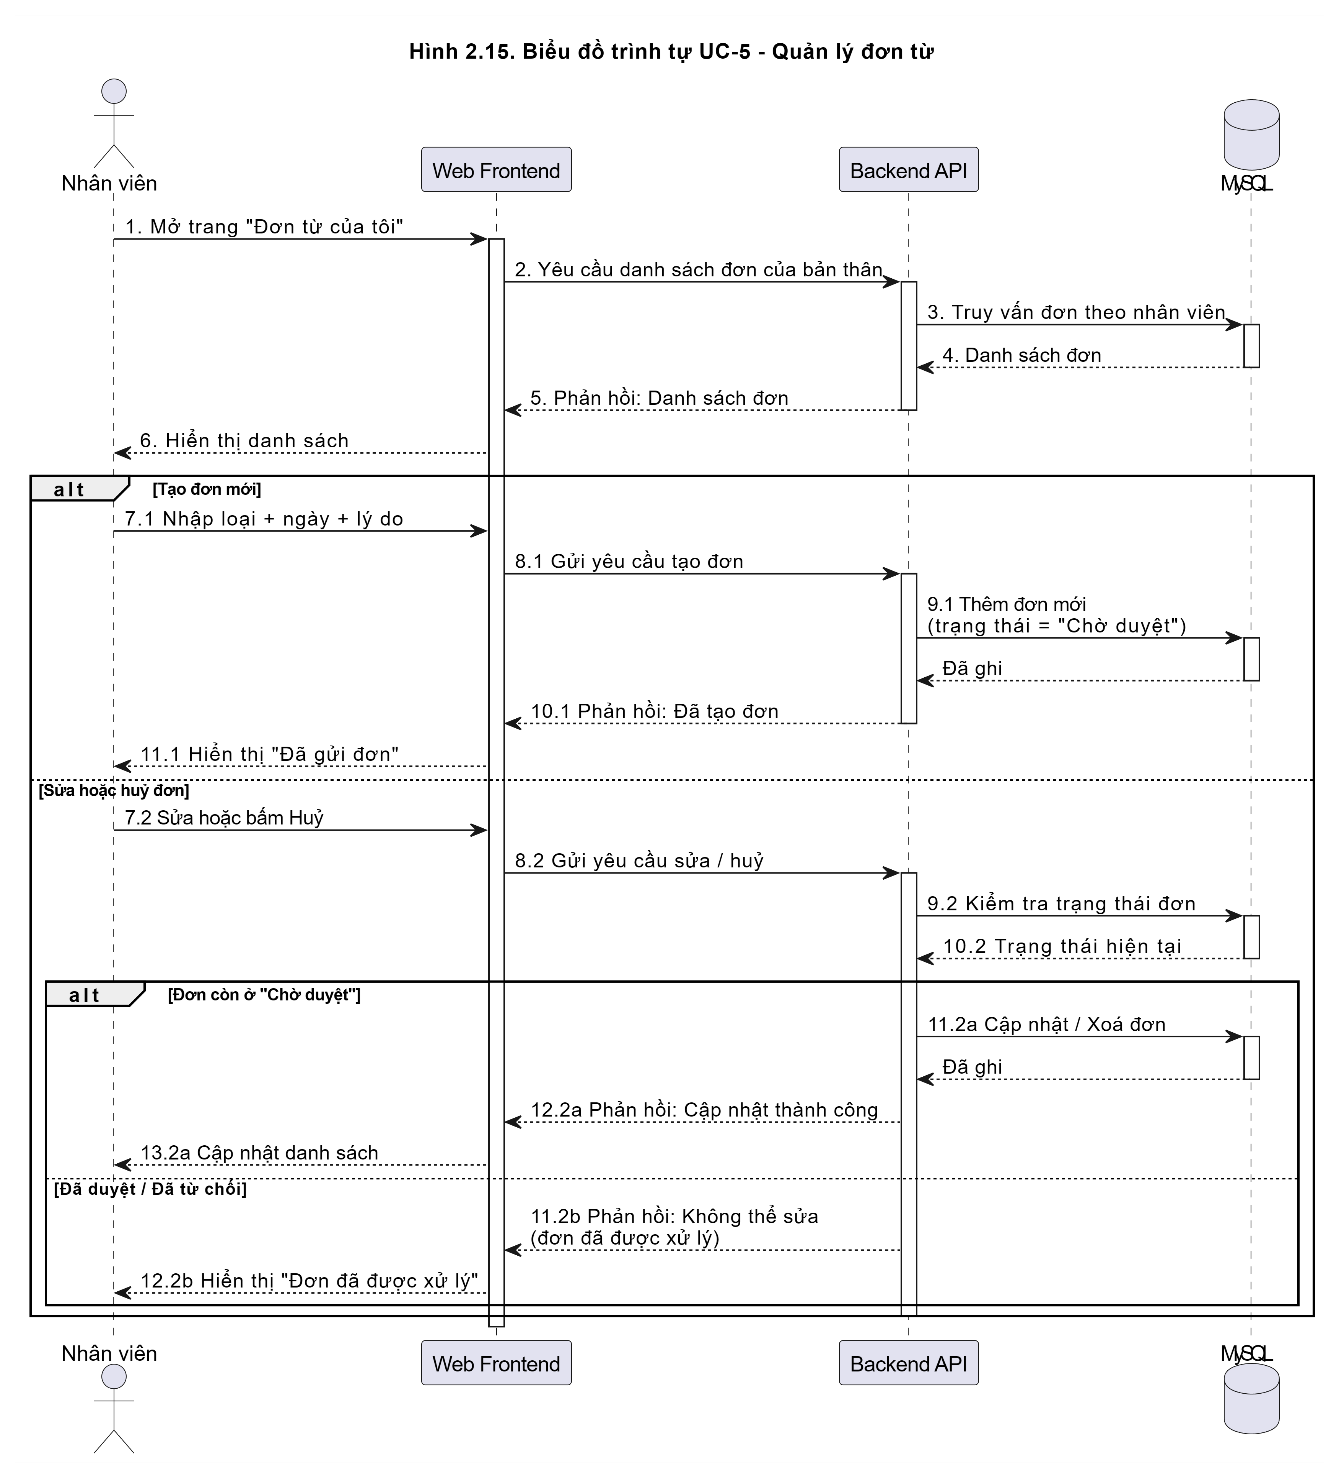 Hình 2.15. Biểu đồ trình tự UC-5 - Quản lý đơn từ
Nhân viên
Web Frontend
Backend API
MySQL
1. Mở trang "Đơn từ của tôi"
2. Yêu cầu danh sách đơn của bản thân
3. Truy vấn đơn theo nhân viên
4. Danh sách đơn
5. Phản hồi: Danh sách đơn
6. Hiển thị danh sách
alt
[Tạo đơn mới]
7.1 Nhập loại + ngày + lý do
8.1 Gửi yêu cầu tạo đơn
9.1 Thêm đơn mới
(trạng thái = "Chờ duyệt")
Đã ghi
10.1 Phản hồi: Đã tạo đơn
11.1 Hiển thị "Đã gửi đơn"
[Sửa hoặc huỷ đơn]
7.2 Sửa hoặc bấm Huỷ
8.2 Gửi yêu cầu sửa / huỷ
9.2 Kiểm tra trạng thái đơn
10.2 Trạng thái hiện tại
alt
[Đơn còn ở "Chờ duyệt"]
11.2a Cập nhật / Xoá đơn
Đã ghi
12.2a Phản hồi: Cập nhật thành công
13.2a Cập nhật danh sách
[Đã duyệt / Đã từ chối]
11.2b Phản hồi: Không thể sửa
(đơn đã được xử lý)
12.2b Hiển thị "Đơn đã được xử lý"
Nhân viên
Web Frontend
Backend API
MySQL